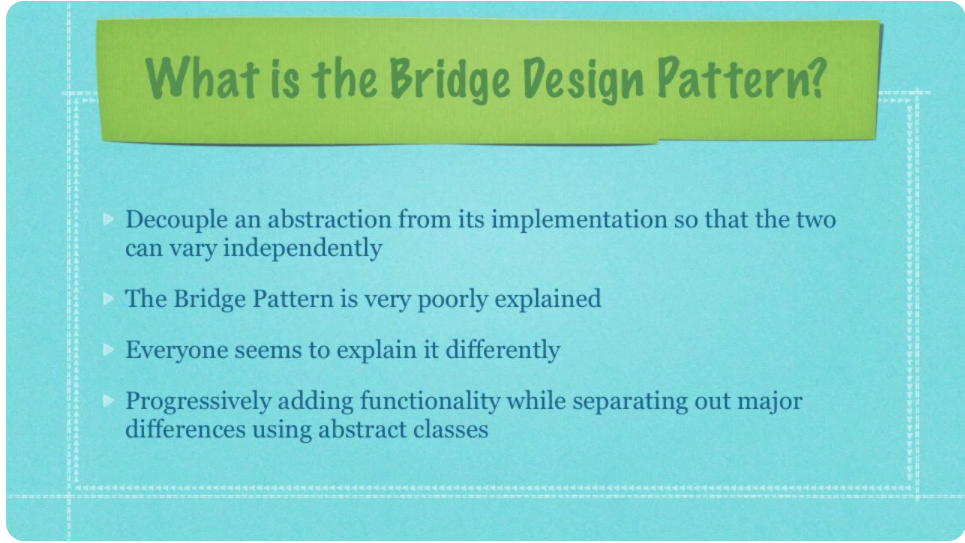 What is the Bridge Design Pattern?
Decouple an abstraction from its implementation so that the two
can vary independently
The Bridge Pattern is very poorly explained
Everyone seems to explain it differently
Progressively adding functionality while separating out major
differences using abstract classes